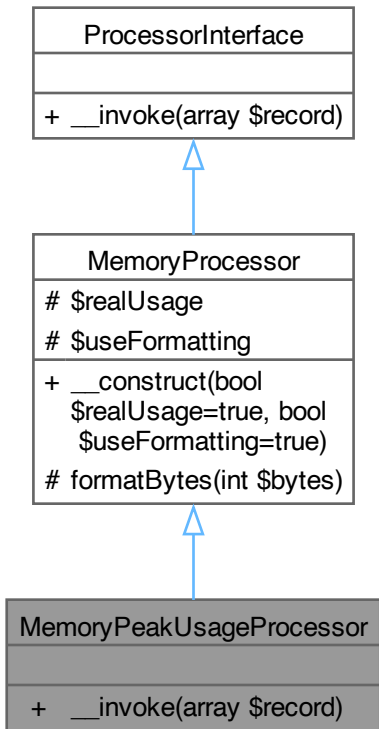 ProcessorInterface
+ __invoke(array $record)
MemoryProcessor
# $realUsage
# $useFormatting
+ __construct(bool
$realUsage=true, bool
$useFormatting=true)
# formatBytes(int $bytes)
MemoryPeakUsageProcessor
+ __invoke(array $record)